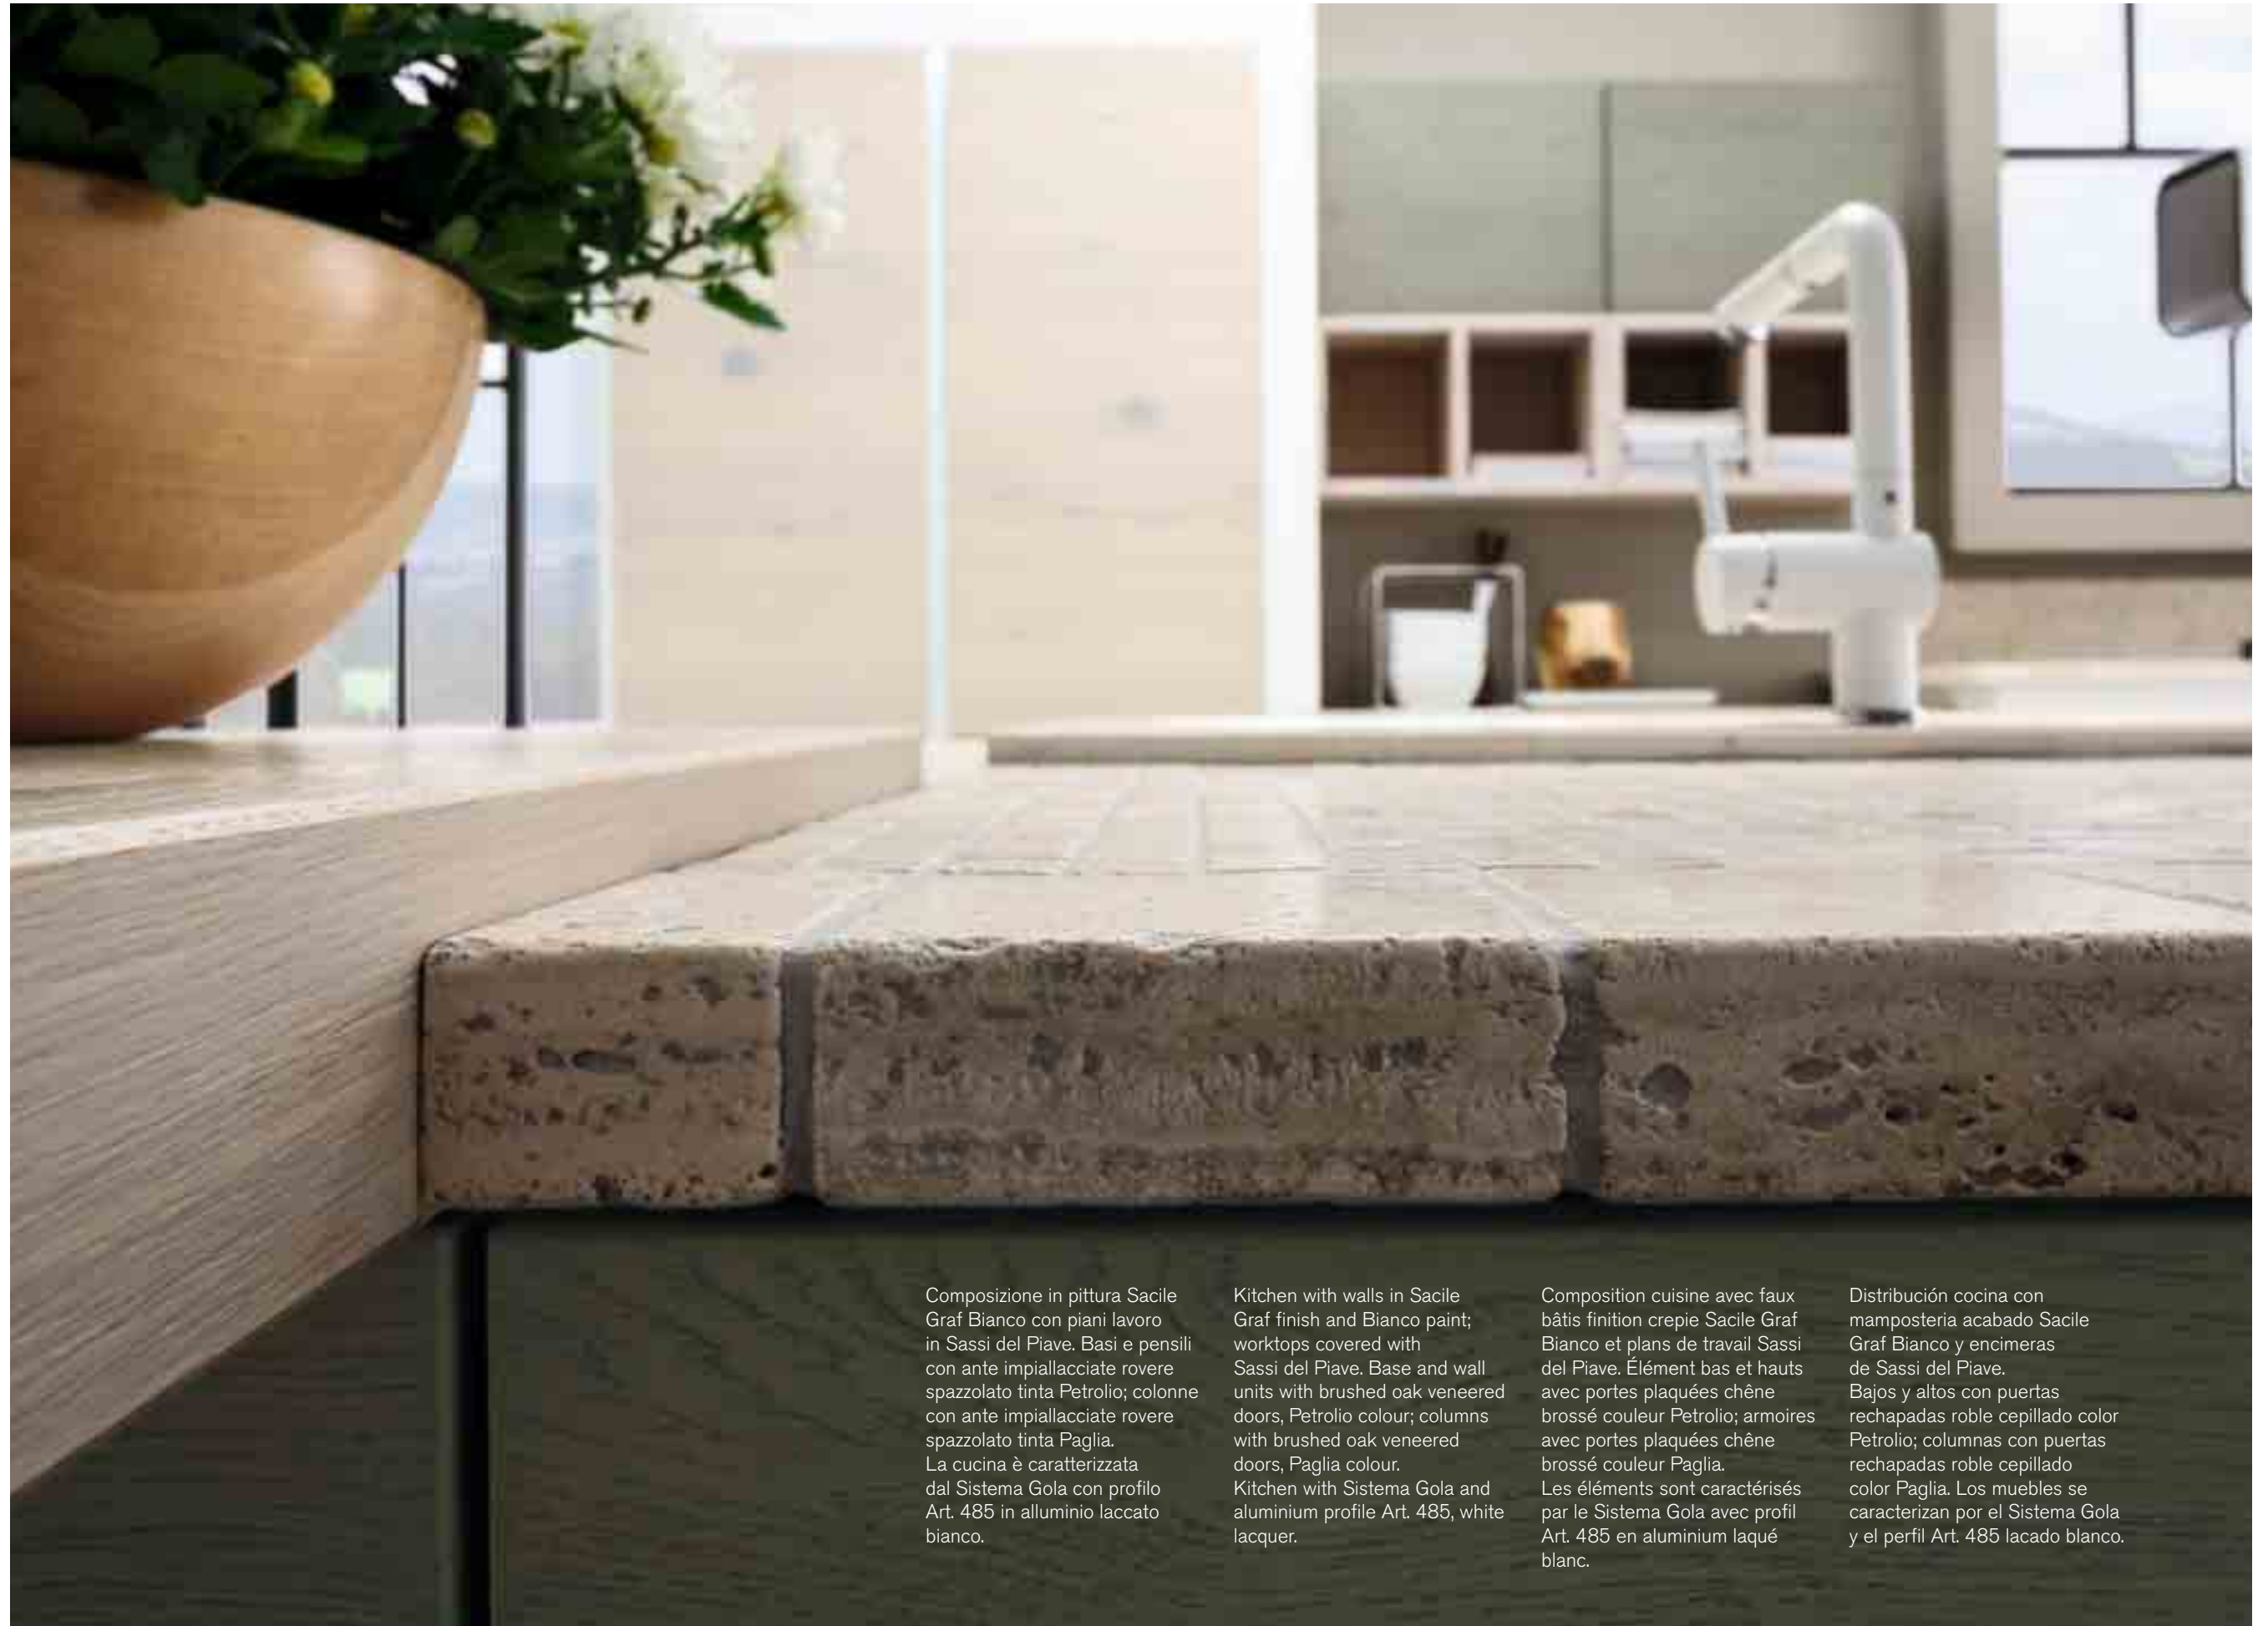 Composizione in pittura Sacile
Graf Bianco con piani lavoro
in Sassi del Piave. Basi e pensili
con ante impiallacciate rovere
spazzolato tinta Petrolio; colonne
con ante impiallacciate rovere
spazzolato tinta Paglia.
La cucina è caratterizzata
dal Sistema Gola con profilo
Art. 485 in alluminio laccato
bianco.
Kitchen with walls in Sacile
Graf finish and Bianco paint;
worktops covered with
Sassi del Piave. Base and wall
units with brushed oak veneered
doors, Petrolio colour; columns
with brushed oak veneered
doors, Paglia colour.
Kitchen with Sistema Gola and
aluminium profile Art. 485, white
lacquer.
Composition cuisine avec faux
bâtis finition crepie Sacile Graf
Bianco et plans de travail Sassi
del Piave. Élément bas et hauts
avec portes plaquées chêne
brossé couleur Petrolio; armoires
avec portes plaquées chêne
brossé couleur Paglia.
Les éléments sont caractérisés
par le Sistema Gola avec profil
Art. 485 en aluminium laqué
blanc.
Distribución cocina con
mamposteria acabado Sacile
Graf Bianco y encimeras
de Sassi del Piave.
Bajos y altos con puertas
rechapadas roble cepillado color
Petrolio; columnas con puertas
rechapadas roble cepillado
color Paglia. Los muebles se
caracterizan por el Sistema Gola
y el perfil Art. 485 lacado blanco.